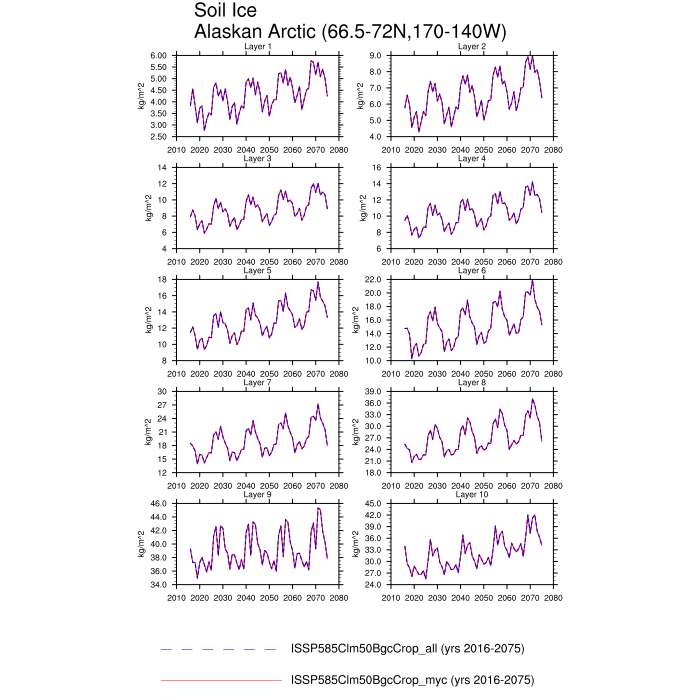 Soil Ice
Alaskan Arctic (66.5-72N,170-140W)
Layer 1
Layer 2
6.00
5.50
5.00
4.50
4.00
3.50
3.00
2.50
kg/m^2
2010 2020 2030 2040 2050 2060 2070 2080
9.0
8.0
7.0
6.0
5.0
4.0
kg/m^2
2010 2020 2030 2040 2050 2060 2070 2080
Layer 3
Layer 4
14
12
10
8
6
4
kg/m^2
2010 2020 2030 2040 2050 2060 2070 2080
16
14
12
10
8
6
kg/m^2
2010 2020 2030 2040 2050 2060 2070 2080
Layer 5
Layer 6
18
16
14
12
10
8
kg/m^2
2010 2020 2030 2040 2050 2060 2070 2080
22.0
20.0
18.0
16.0
14.0
12.0
10.0
kg/m^2
2010 2020 2030 2040 2050 2060 2070 2080
Layer 7
Layer 8
30
27
24
21
18
15
12
kg/m^2
2010 2020 2030 2040 2050 2060 2070 2080
39.0
36.0
33.0
30.0
27.0
24.0
21.0
18.0
kg/m^2
2010 2020 2030 2040 2050 2060 2070 2080
Layer 9
Layer 10
46.0
44.0
42.0
40.0
38.0
36.0
34.0
kg/m^2
2010 2020 2030 2040 2050 2060 2070 2080
45.0
42.0
39.0
36.0
33.0
30.0
27.0
24.0
kg/m^2
2010 2020 2030 2040 2050 2060 2070 2080
ISSP585Clm50BgcCrop_all (yrs 2016-2075)
ISSP585Clm50BgcCrop_myc (yrs 2016-2075)